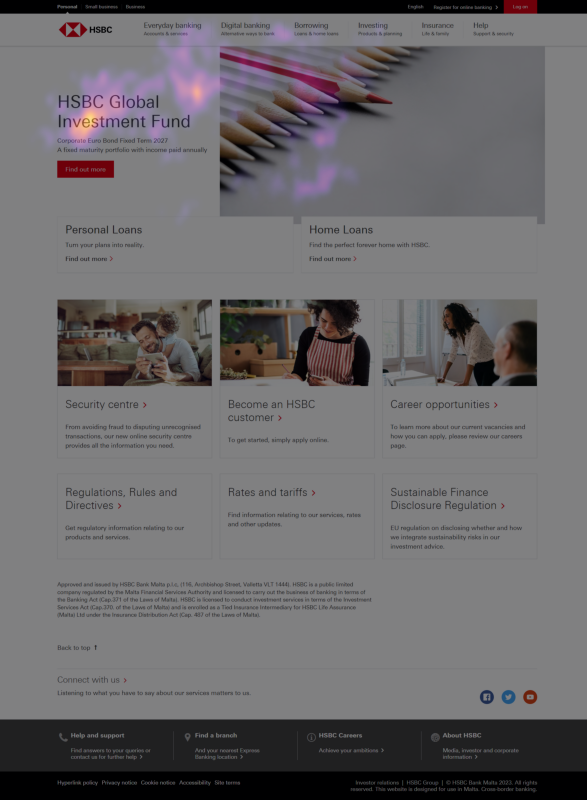 Personal Small business Business
English Register for online banking Log on
HSBC
Everyday banking
Accounts & services
Digital banking
Alternative ways to bank
Borrowing
Loans & home loans
Investing
Products & planning
Insurance
Life & family
Help
Support & security
HSBC Global
Investment Fund
Corporate Euro Bond Fixed Term 2027
A fixed maturity portfolio with income paid annually
Find out more
Personal Loans
Turn your plans into reality.
Find out more
Home Loans
Find the perfect forever home with HSBC.
Find out more
Security centre
From avoiding fraud to disputing unrecognised
transactions, our new online security centre
provides all the information you need.
Become an HSBC
customer
To get started, simply apply online.
Career opportunities
To learn more about our current vacancies and
how you can apply, please review our careers
page.
Regulations, Rules and
Directives
Get regulatory information relating to our
products and services.
Rates and tariffs
Find information relating to our services, rates
and other updates.
Sustainable Finance
Disclosure Regulation
EU regulation on disclosing whether and how
we integrate sustainability risks in our
investment advice.
Approved and issued by HSBC Bank Malta p.l.c, (116, Archbishop Street, Valletta VLT 1444). HSBC is a public limited
company regulated by the Malta Financial Services Authority and licensed to carry out the business of banking in terms of
the Banking Act (Cap.371 of the Laws of Malta). HSBC is licensed to conduct investment services in terms of the Investment
Services Act (Cap.370. of the Laws of Malta) and is enrolled as a Tied Insurance Intermediary for HSBC Life Assurance
(Malta) Ltd under the Insurance Distribution Act (Cap. 487 of the Laws of Malta).
Back to top
Connect with us
Listening to what you have to say about our services matters to us.
Help and support
Find answers to your queries or
contact us for further help
Find a branch
And your nearest Express
Banking location
HSBC Careers
Achieve your ambitions
About HSBC
Media, investor and corporate
information
Hyperlink policy Privacy notice Cookie notice Accessibility Site terms
Investor relations | HSBC Group | © HSBC Bank Malta 2023. All rights
reserved. This website is designed for use in Malta. Cross-border banking.